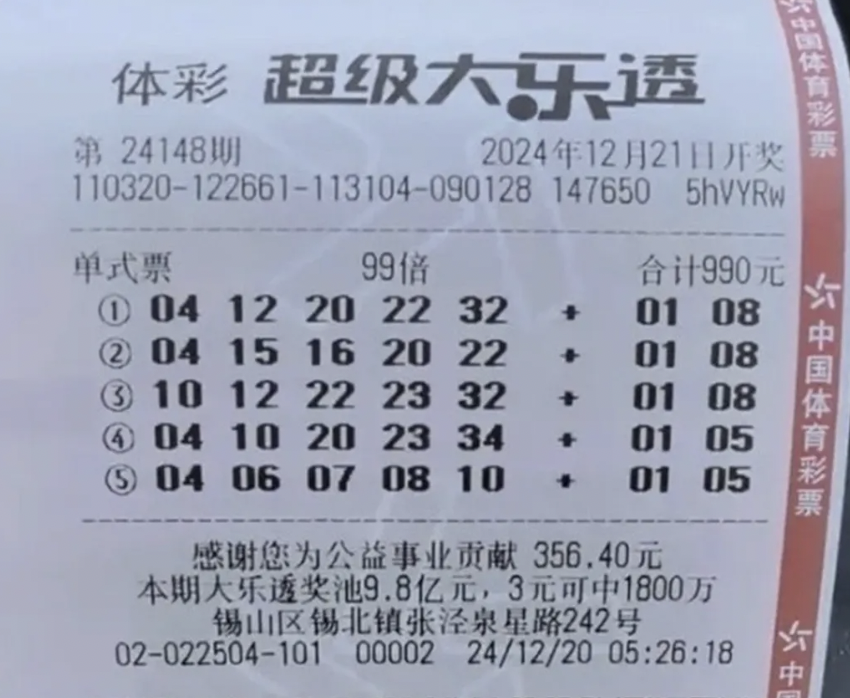 体彩 超级大乐透
第 24148期 2024年12月21日开奖
110320-122661-113104-090128 147650 5hVYRw
单式票 99倍 合计990元
① 04 12 20 22 32 + 01 08
② 04 15 16 20 22 + 01 08
③ 10 12 22 23 32 + 01 08
④ 04 10 20 23 34 + 01 05
⑤ 04 06 07 08 10 + 01 05
感谢您为公益事业贡献 356.40元
本期大乐透奖池9.8亿元，3元可中1800万
锡山区锡北镇张泾泉星路242号
02-022504-101 00002 24/12/20 05:26:18
中国体育彩票
中国体育彩票
中国